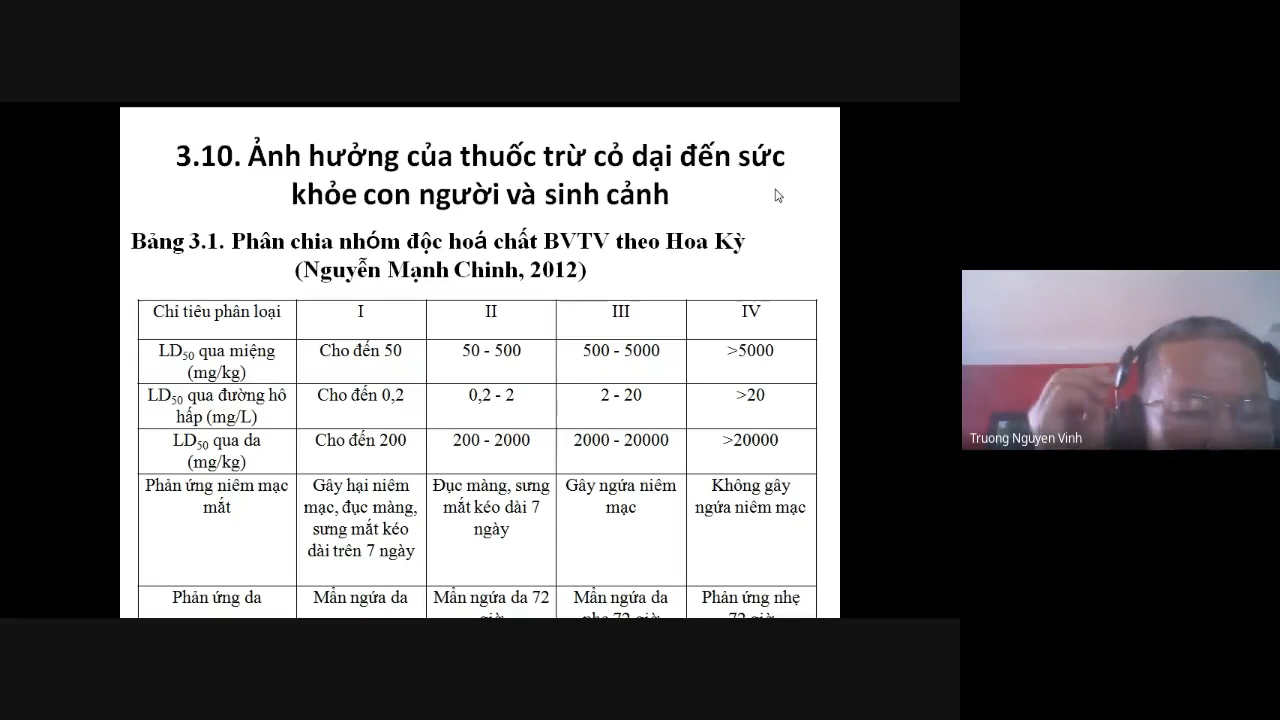 3.10. Ảnh hưởng của thuốc trừ cỏ dại đến sức
khỏe con người và sinh cảnh
Bảng 3.1. Phân chia nhóm độc hoá chất BVTV theo Hoa Kỳ
(Nguyễn Mạnh Chinh, 2012)
Chỉ tiêu phân loại I II III IV
LD50 qua miệng Cho đến 50 50 - 500 500 - 5000 >5000
(mg/kg)
LD50 qua đường hô Cho đến 0,2 0,2 - 2 2 - 20 >20
hấp (mg/L)
LD50 qua da Cho đến 200 200 - 2000 2000 - 20000 >20000
(mg/kg)
Phản ứng niêm mạc Gây hại niêm Đục màng, sưng Gây ngứa niêm Không gây
mắt mạc, đục màng, mắt kéo dài 7 mạc ngứa niêm mạc
sưng mắt kéo ngày
dài trên 7 ngày
Phản ứng da Mẩn ngứa da Mẩn ngứa da 72 Mẩn ngứa da Phản ứng nhẹ
giờ nhẹ 72 giờ 72 giờ
Truong Nguyen Vinh